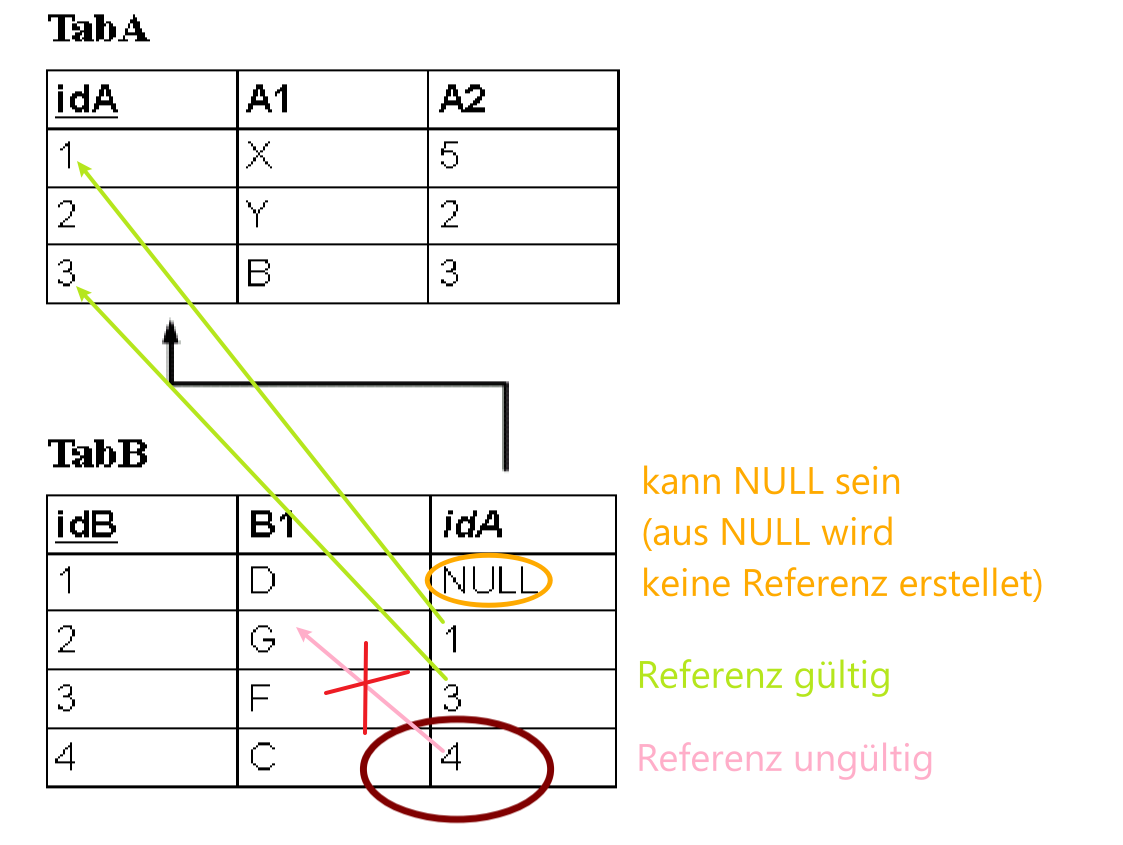 TabA
idA A1 A2
1 X 5
2 Y 2
3 B 3
TabB
idB B1 idA
1 D NULL
2 G 1
3 F 3
4 C 4
kann NULL sein
(aus NULL wird
keine Referenz erstellet)
Referenz gültig
Referenz ungültig